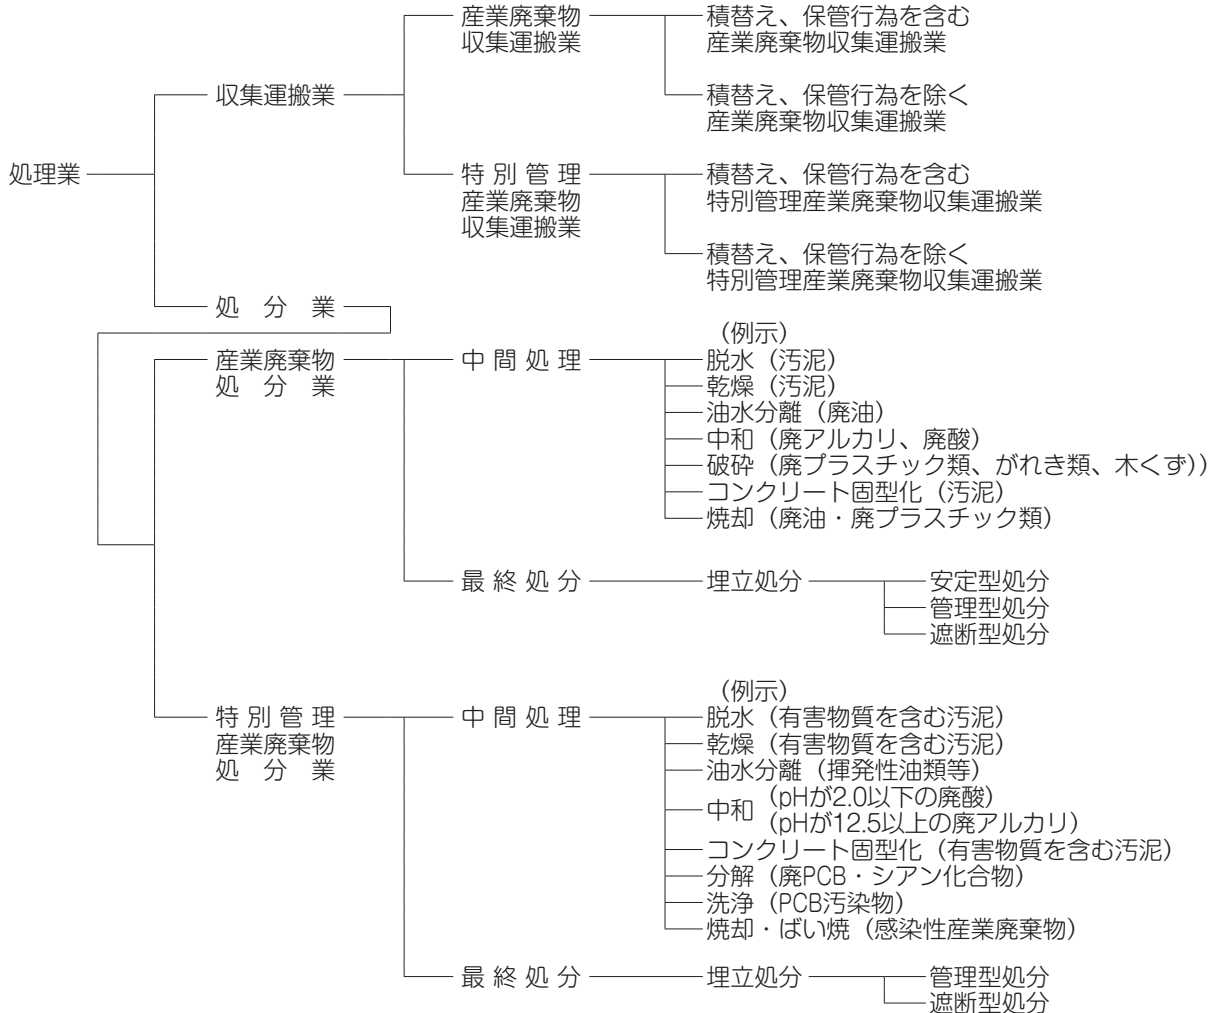 処理業
収集運搬業
産業廃棄物
収集運搬業
積替え、保管行為を含む
産業廃棄物収集運搬業
積替え、保管行為を除く
産業廃棄物収集運搬業
特別管理
産業廃棄物
収集運搬業
積替え、保管行為を含む
特別管理産業廃棄物収集運搬業
積替え、保管行為を除く
特別管理産業廃棄物収集運搬業
処分業
産業廃棄物
処分業
中間処理
(例示)
脱水(汚泥)
乾燥(汚泥)
油水分離(廃油)
中和(廃アルカリ、廃酸)
破砕(廃プラスチック類、がれき類、木くず))
コンクリート固型化(汚泥)
焼却(廃油・廃プラスチック類)
最終処分
埋立処分
安定型処分
管理型処分
遮断型処分
特別管理
産業廃棄物
処分業
中間処理
(例示)
脱水(有害物質を含む汚泥)
乾燥(有害物質を含む汚泥)
油水分離(揮発性油類等)
中和
(pHが2.0以下の廃酸)
(pHが12.5以上の廃アルカリ)
コンクリート固型化(有害物質を含む汚泥)
分解(廃PCB・シアン化合物)
洗浄(PCB汚染物)
焼却・ばい焼(感染性産業廃棄物)
最終処分
埋立処分
管理型処分
遮断型処分